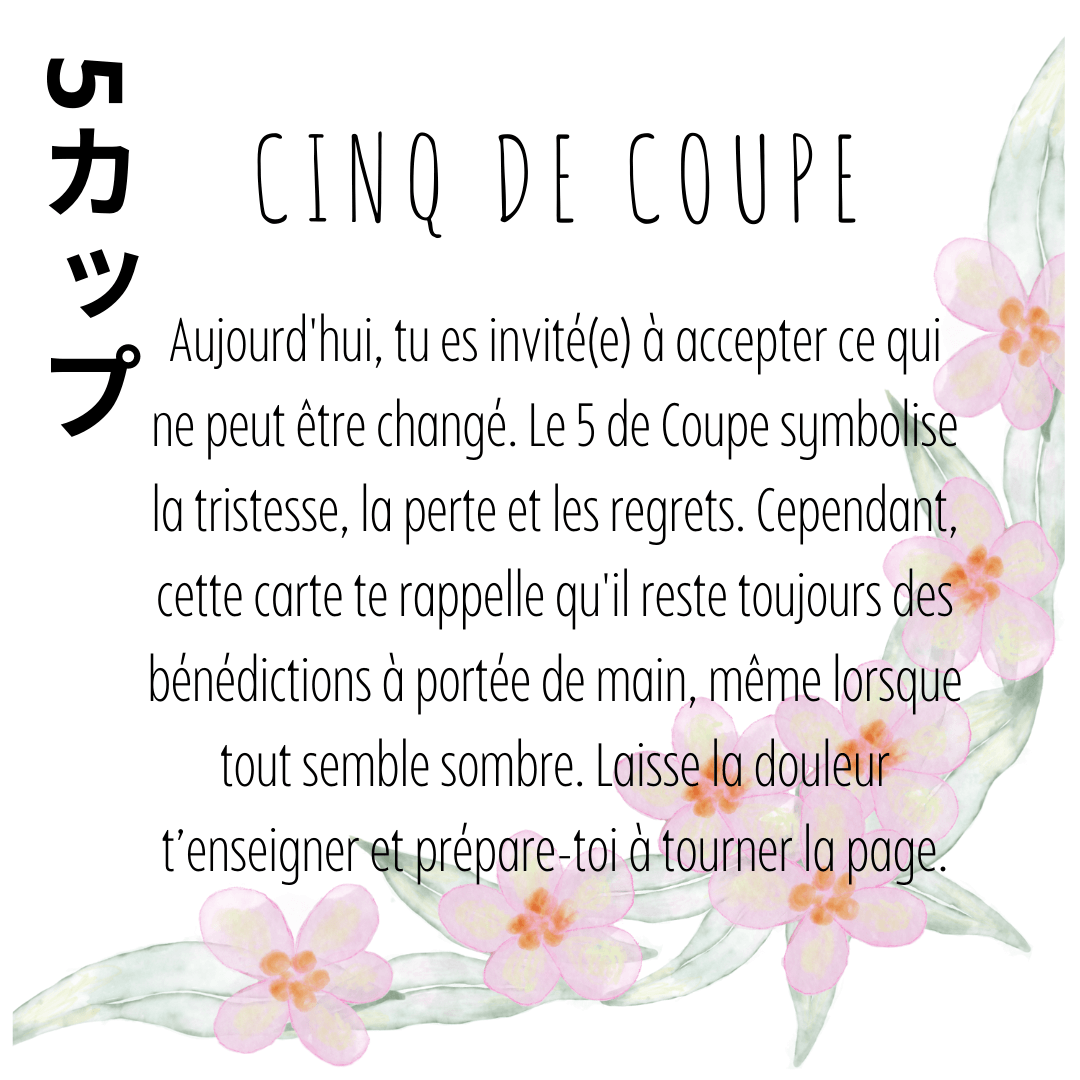 5カップ
CINQ DE COUPE
Aujourd'hui, tu es invité(e) à accepter ce qui
ne peut être changé. Le 5 de Coupe symbolise
la tristesse, la perte et les regrets. Cependant,
cette carte te rappelle qu'il reste toujours des
bénédictions à portée de main, même lorsque
tout semble sombre. Laisse la douleur
t’enseigner et prépare-toi à tourner la page.